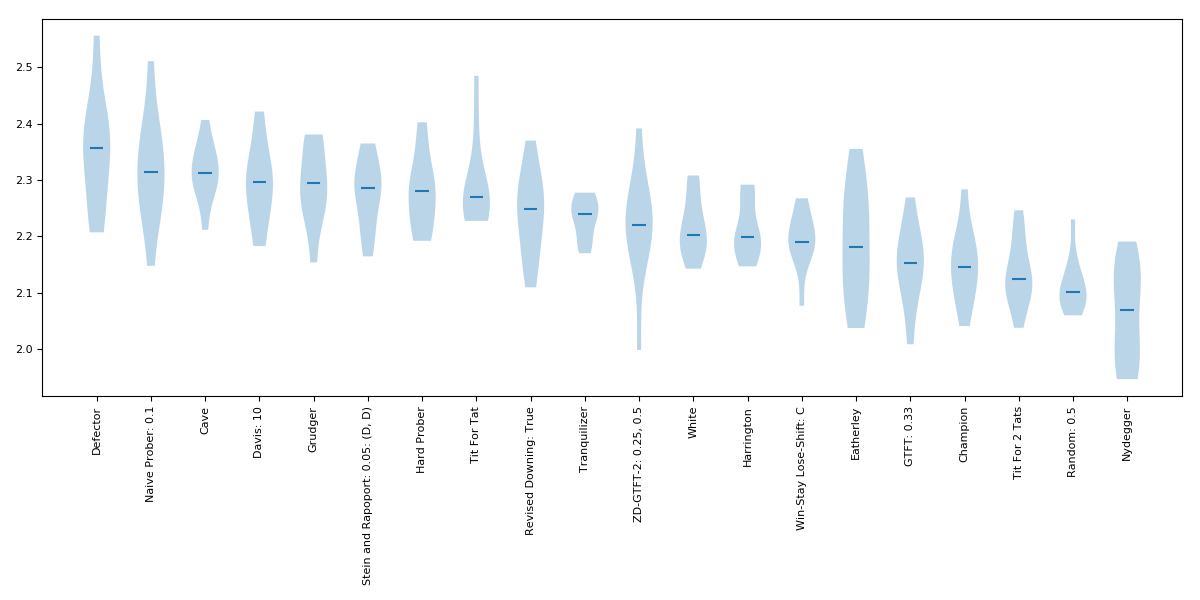 2.5
2.4
2.3
2.2
2.1
2.0
Defector
Naive Prober: 0.1
Cave
Davis: 10
Grudger
Stein and Rapoport: 0.05: (D, D)
Hard Prober
Tit For Tat
Revised Downing: True
Tranquilizer
ZD-GTFT-2: 0.25, 0.5
White
Harrington
Win-Stay Lose-Shift: C
Eatherley
GTFT: 0.33
Champion
Tit For 2 Tats
Random: 0.5
Nydegger